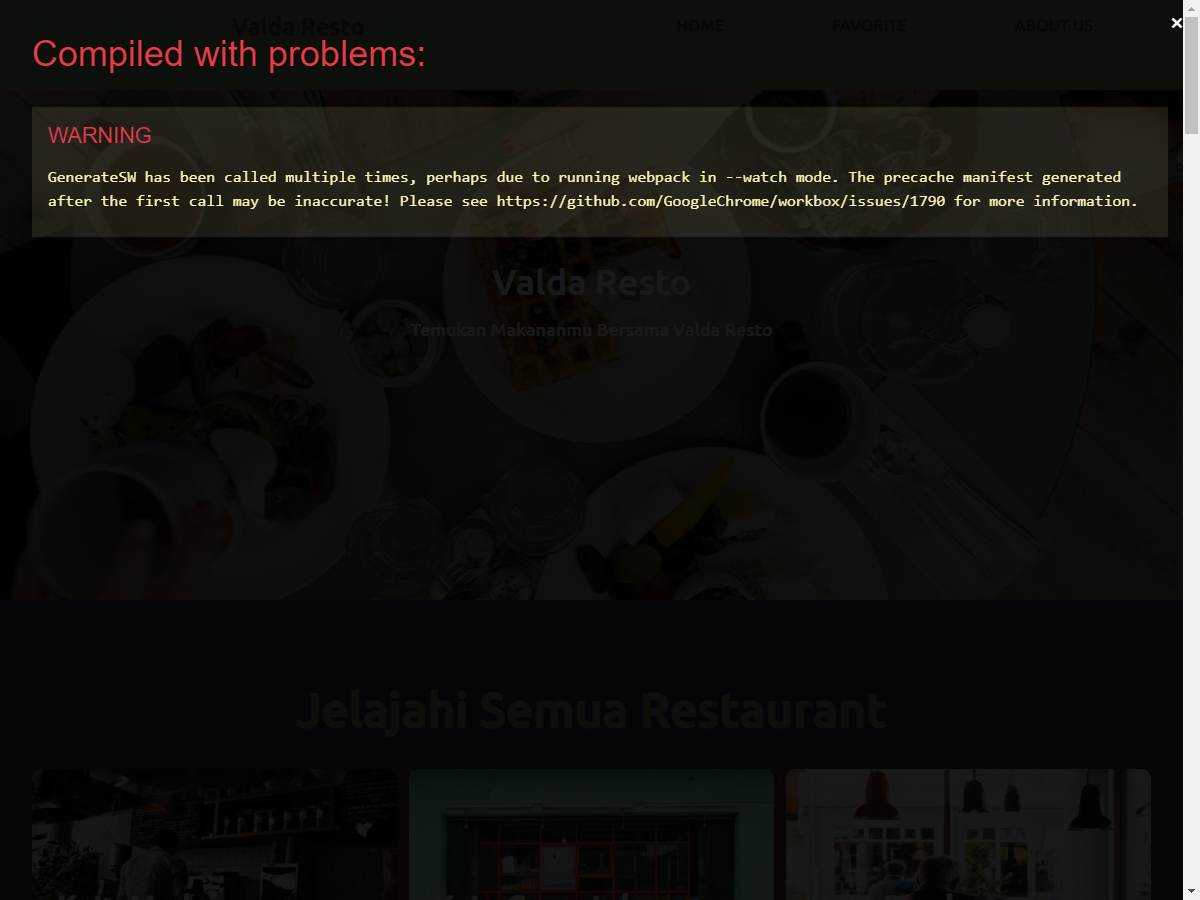 Valda Resto HOME FAVORITE ABOUT US
×
Compiled with problems:
WARNING
GenerateSW has been called multiple times, perhaps due to running webpack in --watch mode. The precache manifest generated
after the first call may be inaccurate! Please see https://github.com/GoogleChrome/workbox/issues/1790 for more information.
Valda Resto
Temukan Makananmu Bersama Valda Resto
Jelajahi Semua Restaurant